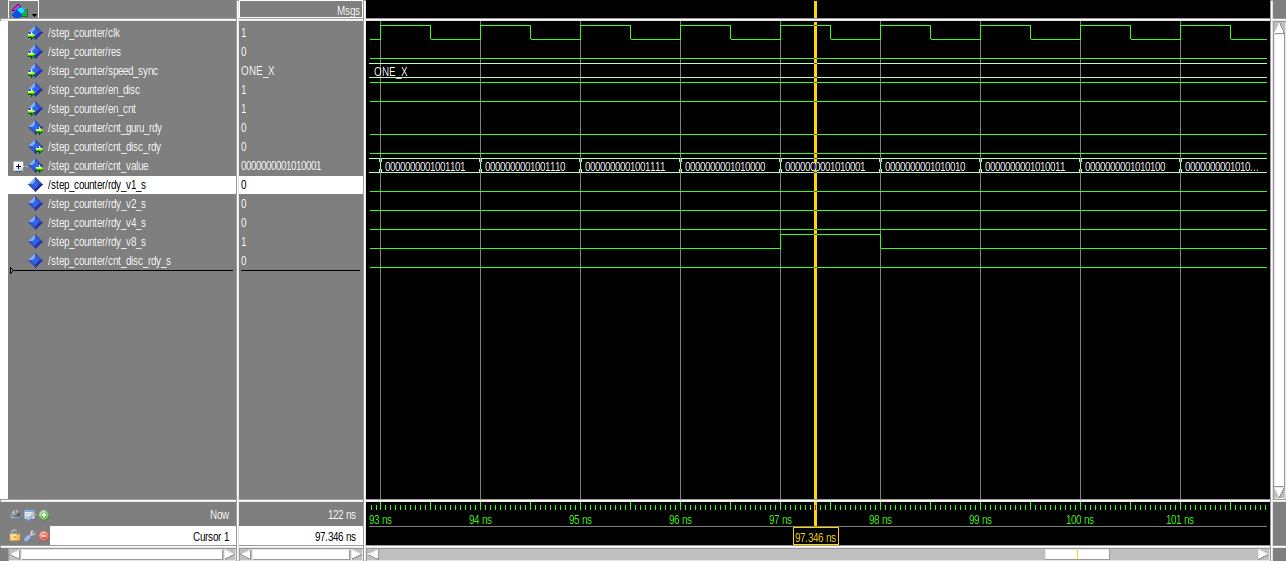 Msgs
/step_counter/clk 1
/step_counter/res 0
/step_counter/speed_sync ONE_X ONE_X
/step_counter/en_disc 1
/step_counter/en_cnt 1
/step_counter/cnt_guru_rdy 0
/step_counter/cnt_disc_rdy 0
/step_counter/cnt_value 0000000001010001 0000000001001101 0000000001001110 0000000001001111 0000000001010000 0000000001010001 0000000001010010 0000000001010011 0000000001010100 0000000001010...
/step_counter/rdy_v1_s 0
/step_counter/rdy_v2_s 0
/step_counter/rdy_v4_s 0
/step_counter/rdy_v8_s 1
/step_counter/cnt_disc_rdy_s 0
Now 122 ns 93 ns 94 ns 95 ns 96 ns 97 ns 98 ns 99 ns 100 ns 101 ns
Cursor 1 97.346 ns 97.346 ns